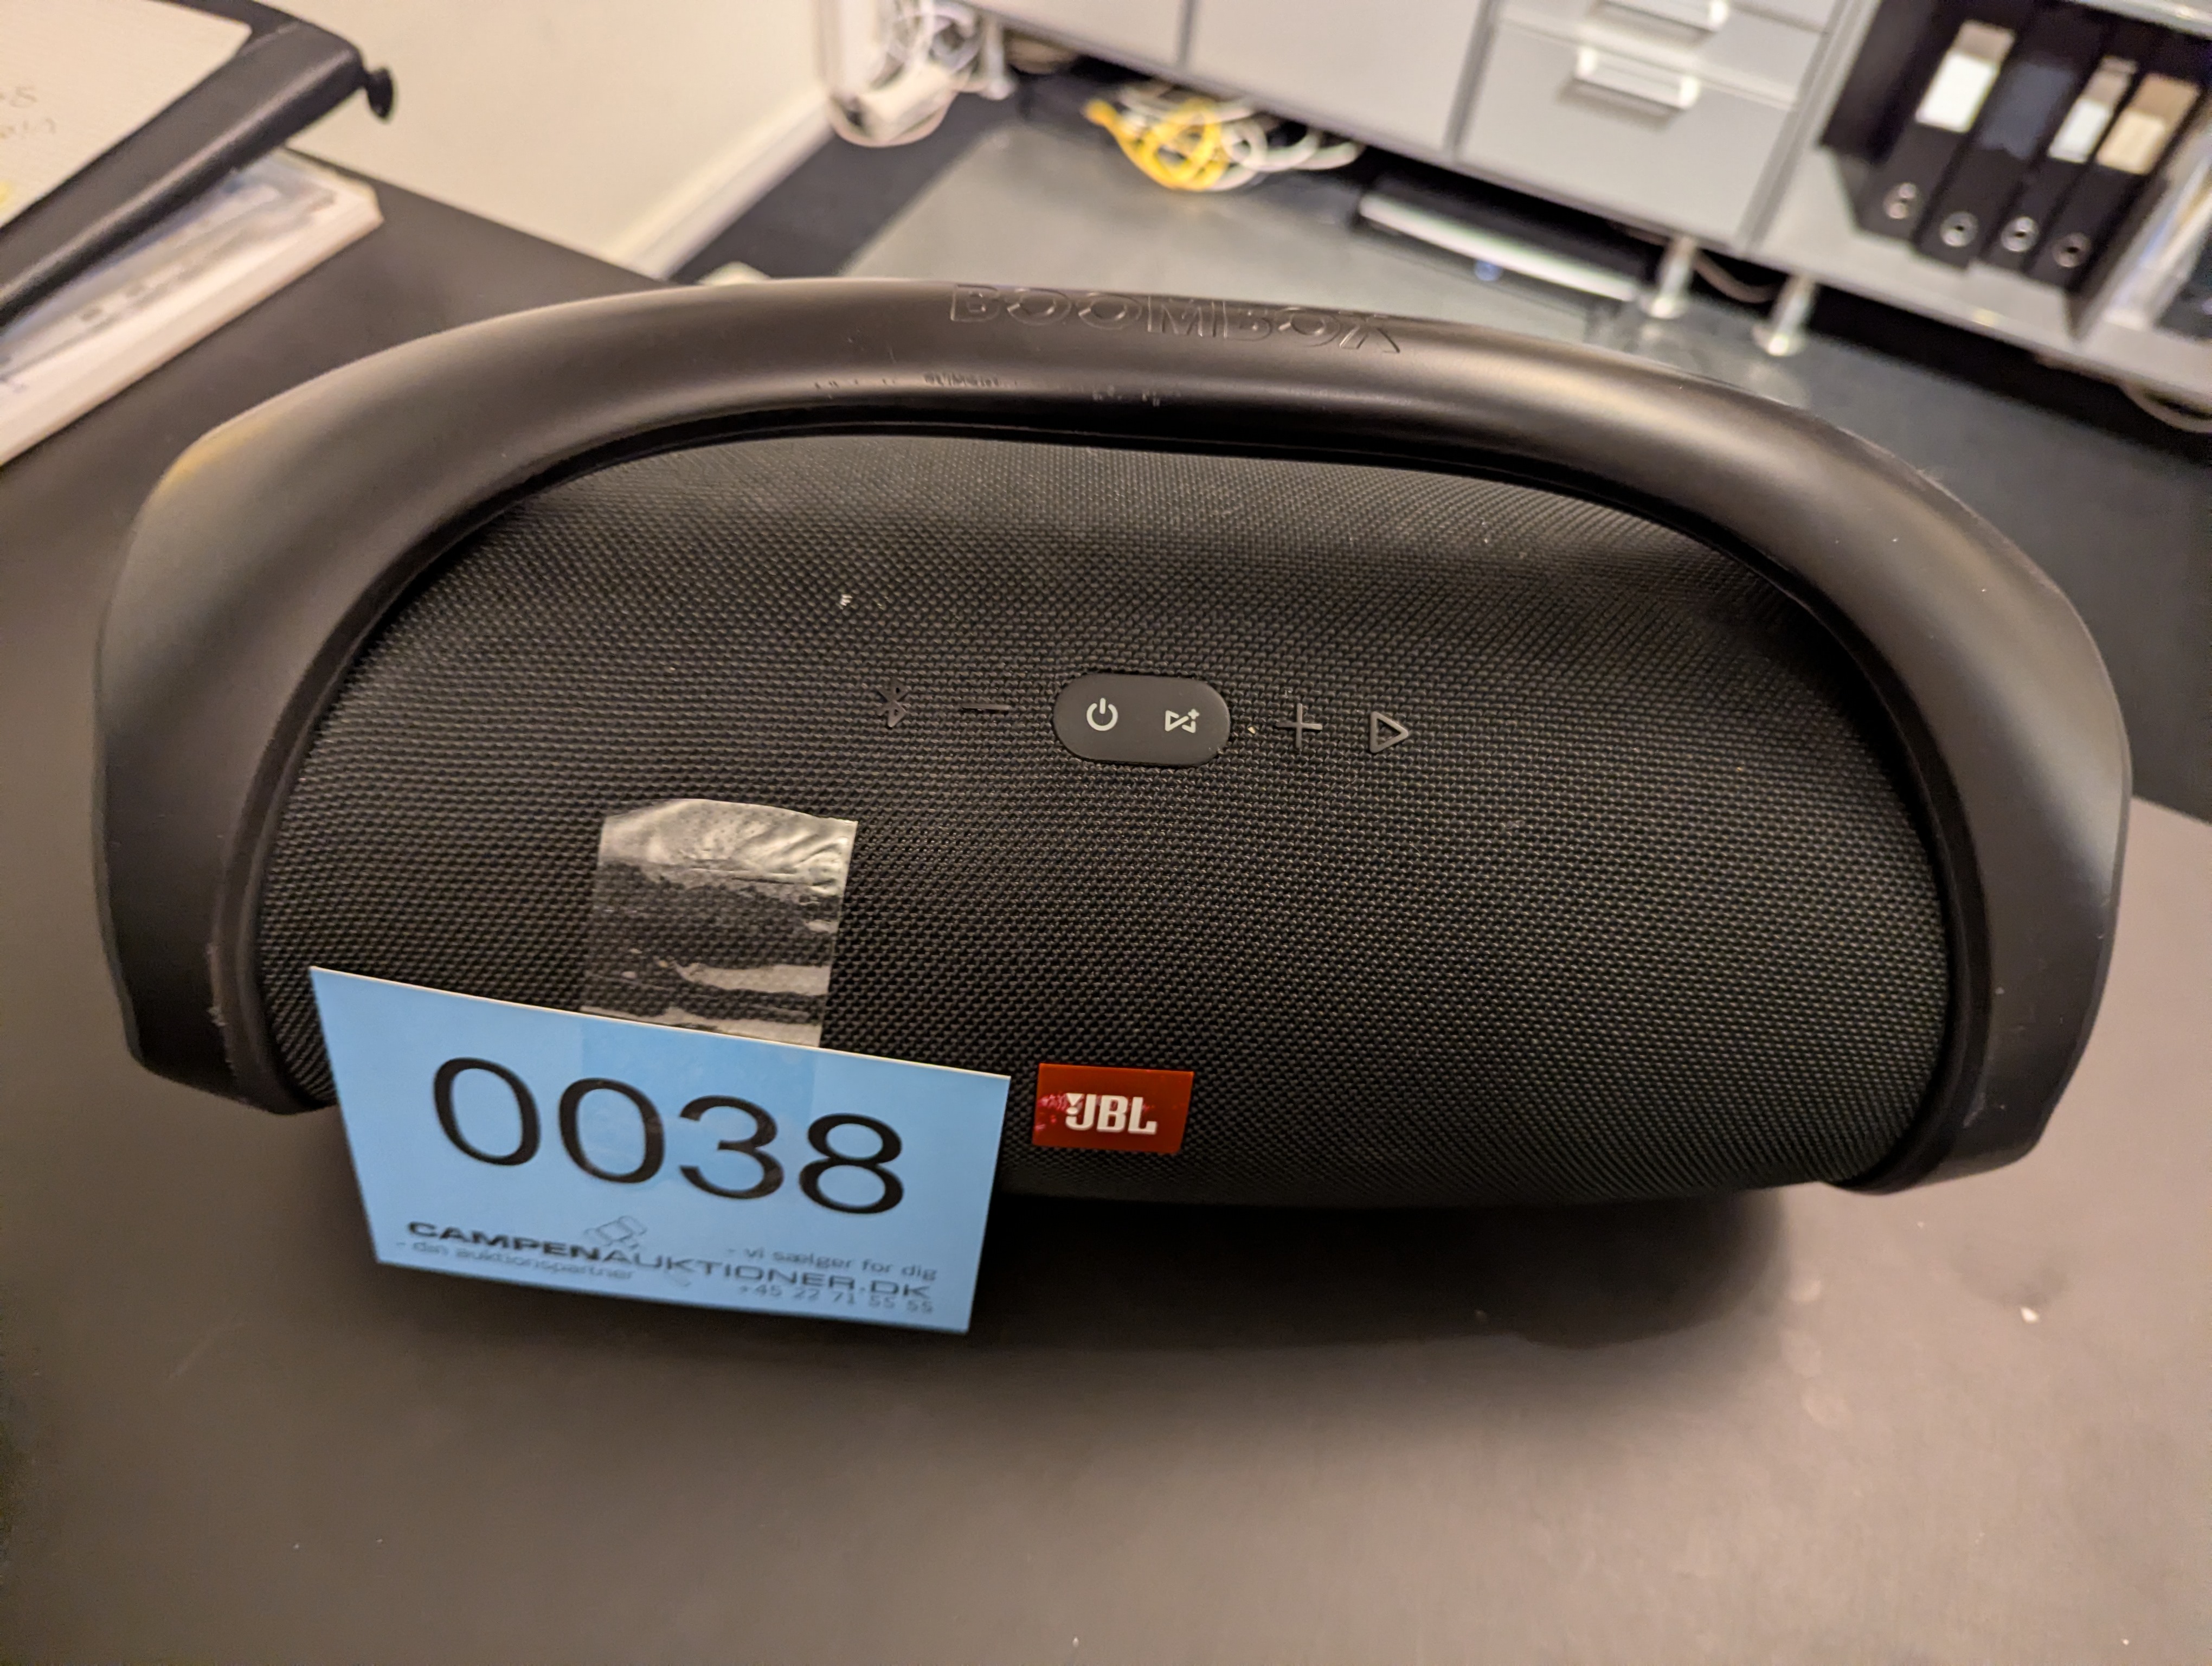 BOOMBOX
JBL
0038
CAMPENAUKTIONER.DK
- din auktionspartner
- vi sælger for dig
+45 22 71 55 55